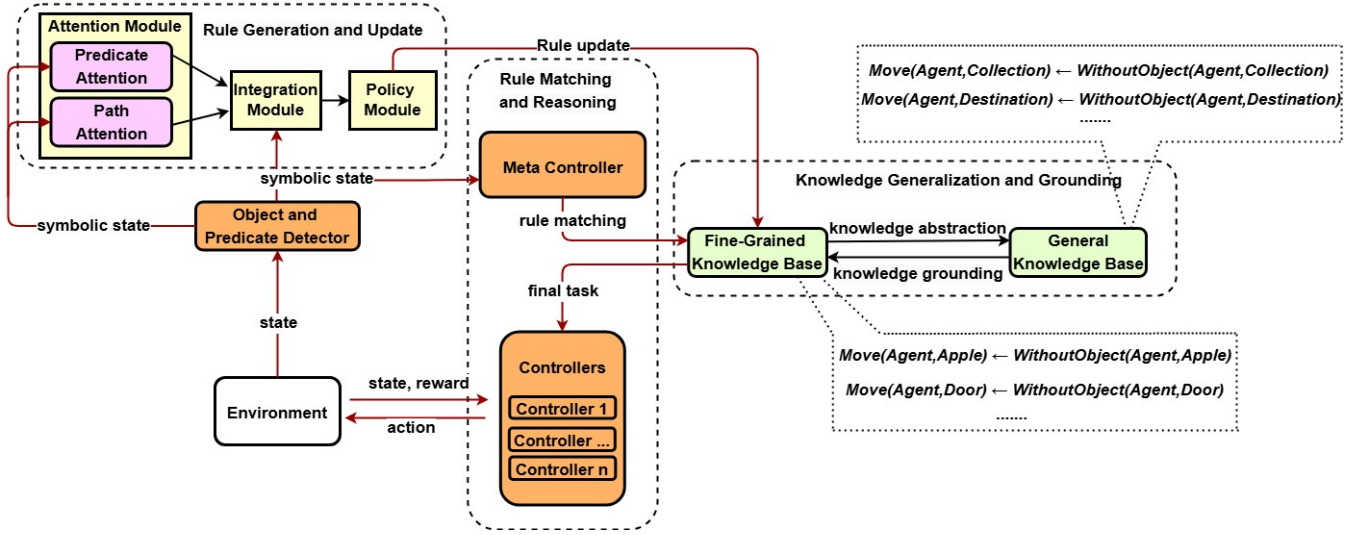 Attention Module
Rule Generation and Update
Predicate
Attention
Path
Attention
Integration
Module
Policy
Module
Rule update
Rule Matching
and Reasoning
Move(Agent,Collection) ← WithoutObject(Agent,Collection)
Move(Agent,Destination) ← WithoutObject(Agent,Destination)
.......
Meta Controller
symbolic state
symbolic state
Object and
Predicate Detector
rule matching
Knowledge Generalization and Grounding
Fine-Grained
Knowledge Base
knowledge abstraction
knowledge grounding
General
Knowledge Base
final task
state
Controllers
Controller 1
Controller ...
Controller n
state, reward
action
Environment
Move(Agent,Apple) ← WithoutObject(Agent,Apple)
Move(Agent,Door) ← WithoutObject(Agent,Door)
.......